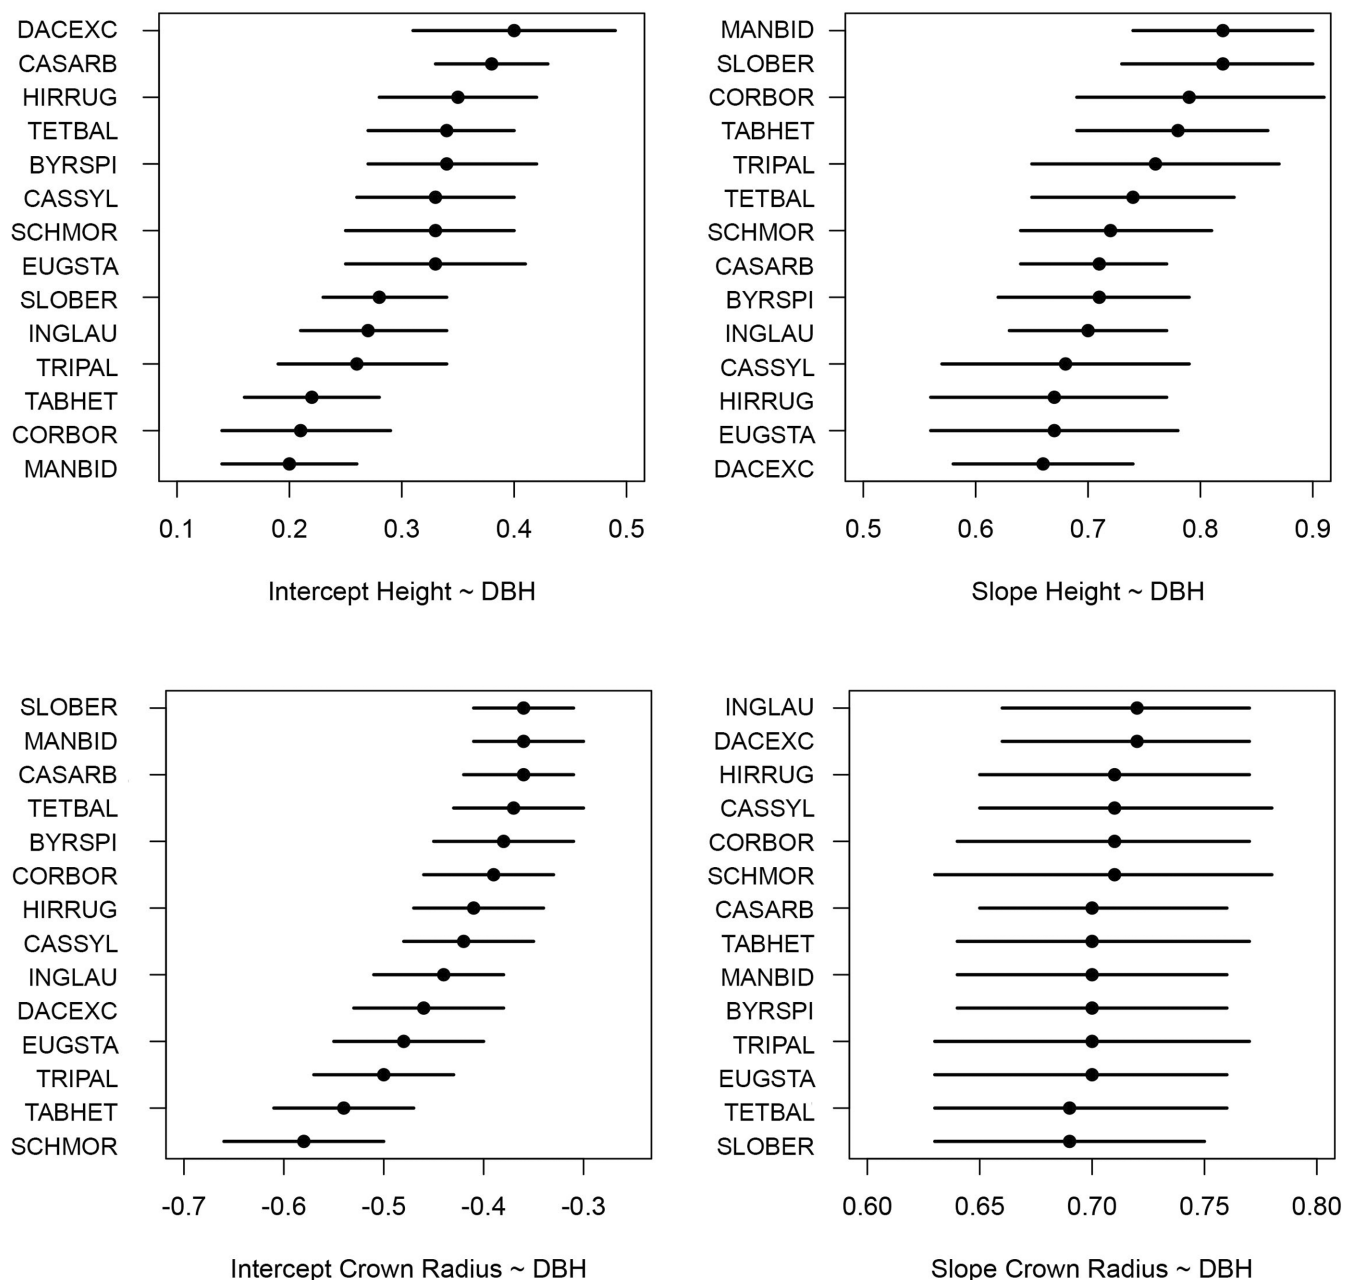 DACEXC
CASARB
HIRRUG
TETBAL
BYRSPI
CASSYL
SCHMOR
EUGSTA
SLOBER
INGLAU
TRIPAL
TABHET
CORBOR
MANBID
0.1 0.2 0.3 0.4 0.5
Intercept Height ~ DBH
MANBID
SLOBER
CORBOR
TABHET
TRIPAL
TETBAL
SCHMOR
CASARB
BYRSPI
INGLAU
CASSYL
HIRRUG
EUGSTA
DACEXC
0.5 0.6 0.7 0.8 0.9
Slope Height ~ DBH
SLOBER
MANBID
CASARB
TETBAL
BYRSPI
CORBOR
HIRRUG
CASSYL
INGLAU
DACEXC
EUGSTA
TRIPAL
TABHET
SCHMOR
-0.7 -0.6 -0.5 -0.4 -0.3
Intercept Crown Radius ~ DBH
INGLAU
DACEXC
HIRRUG
CASSYL
CORBOR
SCHMOR
CASARB
TABHET
MANBID
BYRSPI
TRIPAL
EUGSTA
TETBAL
SLOBER
0.60 0.65 0.70 0.75 0.80
Slope Crown Radius ~ DBH